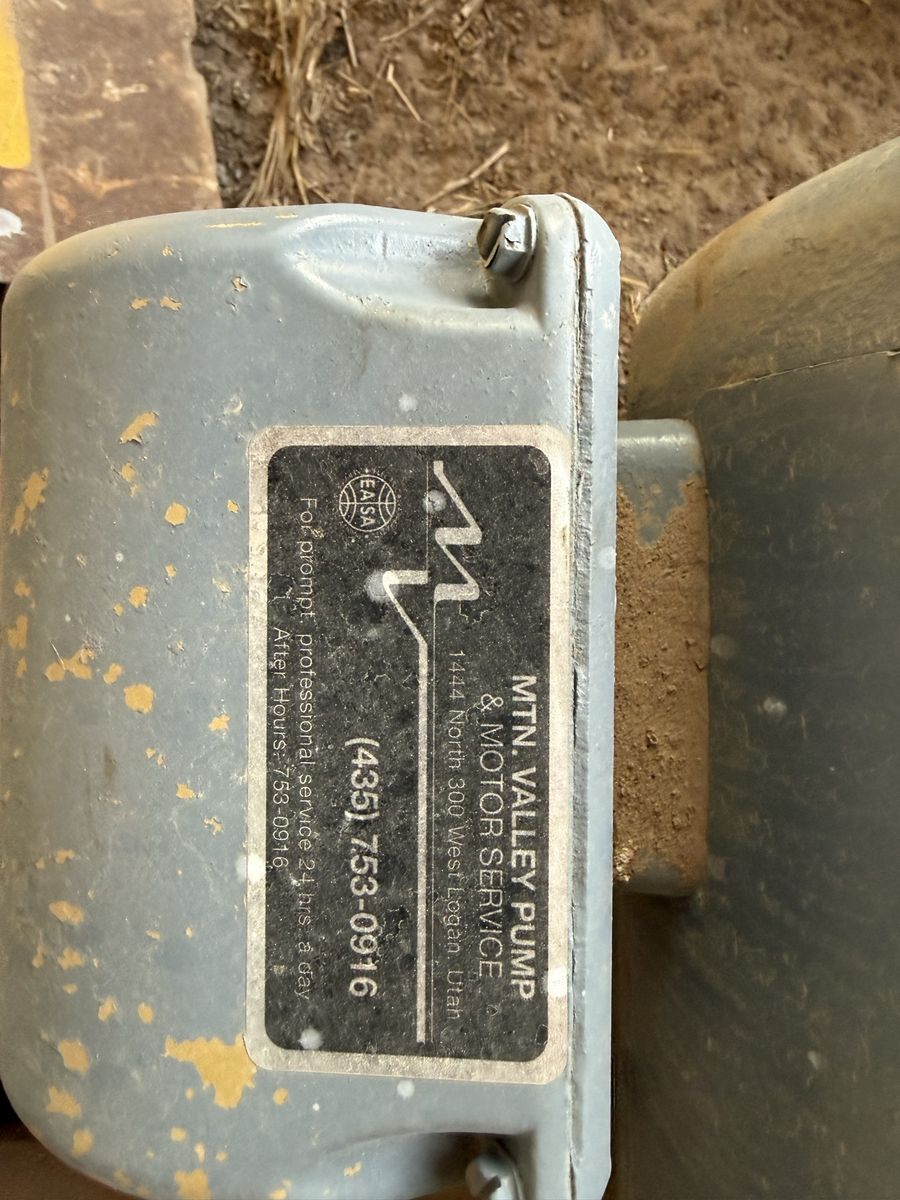 MTN. VALLEY PUMP
& MOTOR SERVICE
1444 North 300 West Logan, Utah
(435) 753-0916
EASA
For prompt, professional service 24 hrs. a day
After Hours: 753-0916